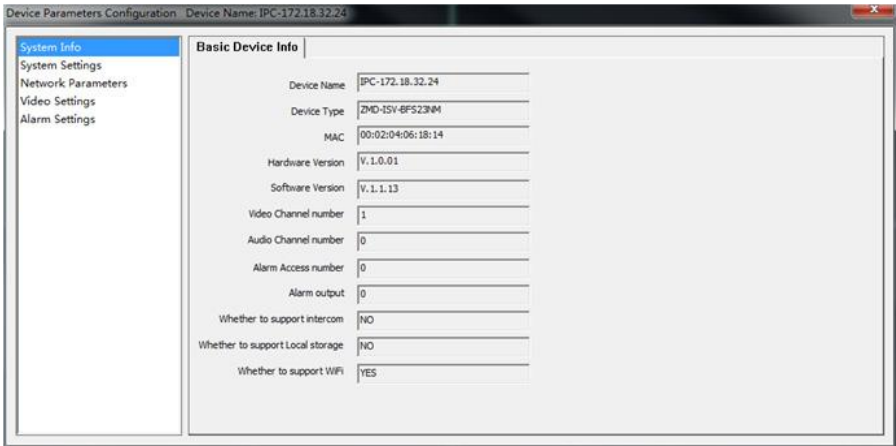 Device Parameters Configuration Device Name: IPC-172.18.32.24
System Info
System Settings
Network Parameters
Video Settings
Alarm Settings
Basic Device Info
Device Name IPC-172.18.32.24
Device Type ZMD-ISV-BFS23NM
MAC 00:02:04:06:18:14
Hardware Version V.1.0.01
Software Version V.1.1.13
Video Channel number 1
Audio Channel number 0
Alarm Access number 0
Alarm output 0
Whether to support intercom NO
Whether to support Local storage NO
Whether to support WiFi YES